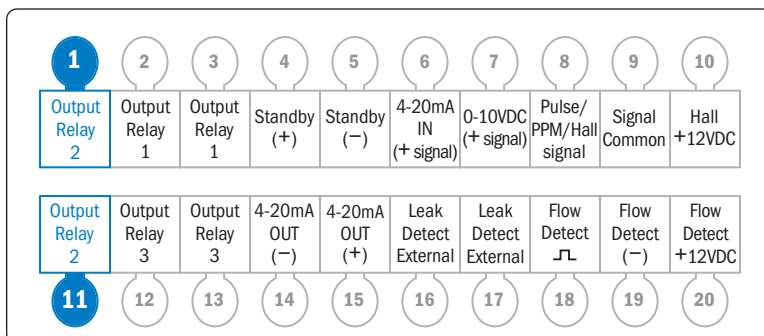 1 2 3 4 5 6 7 8 9 10
Output Relay 2
Output Relay 1
Output Relay 1
Standby (+)
Standby (−)
4-20mA IN (+ signal)
0-10VDC (+ signal)
Pulse/ PPM/Hall signal
Signal Common
Hall +12VDC
Output Relay 2
Output Relay 3
Output Relay 3
4-20mA OUT (−)
4-20mA OUT (+)
Leak Detect External
Leak Detect External
Flow Detect
Flow Detect (−)
Flow Detect +12VDC
11 12 13 14 15 16 17 18 19 20